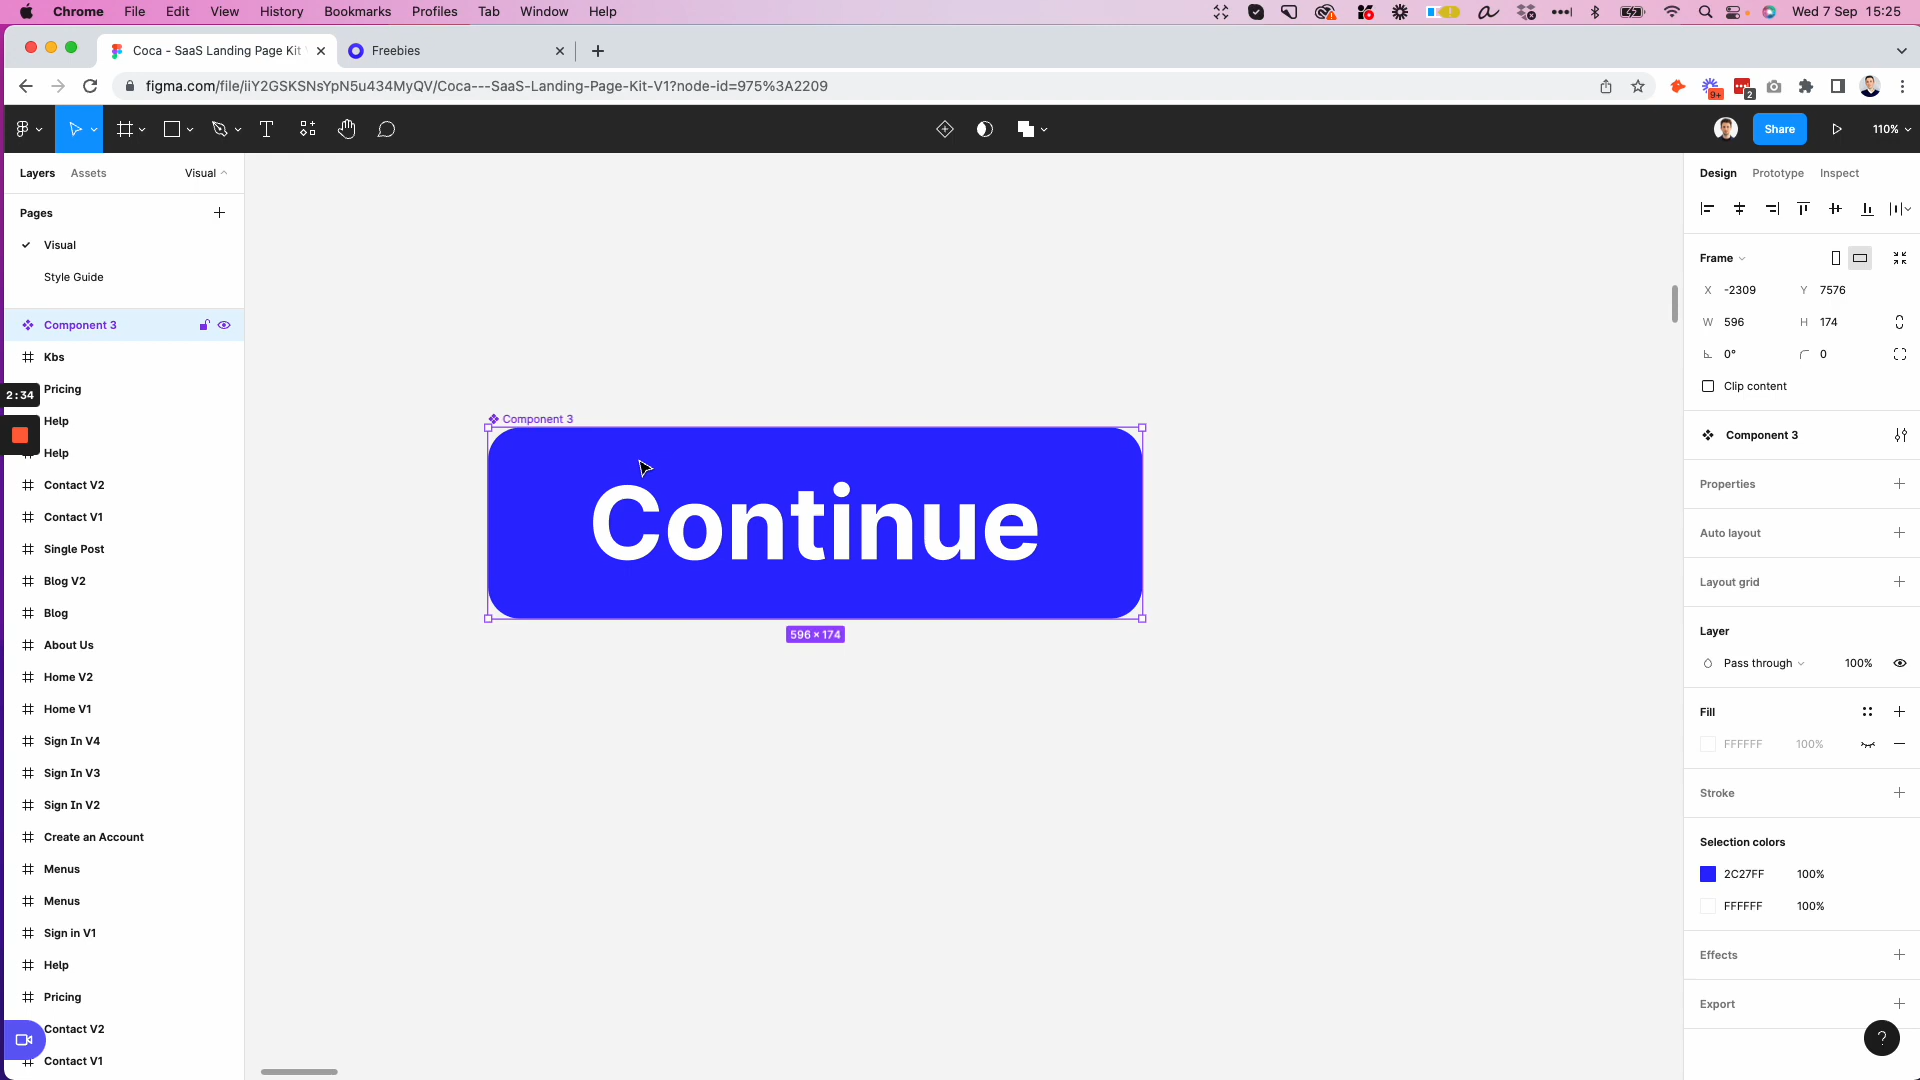 Chrome File Edit View History Bookmarks Profiles Tab Window Help Wed 7 Sep 15:25
Coca - SaaS Landing Page Kit Freebies
figma.com/file/iiY2GSKSNsYpN5u434MyQV/Coca---SaaS-Landing-Page-Kit-V1?node-id=975%3A2209
9+
2
Share
110%
Layers Assets Visual
Pages
Visual
Style Guide
Component 3
Kbs
Pricing
2:34
Help
Help
Contact V2
Contact V1
Single Post
Blog V2
Blog
About Us
Home V2
Home V1
Sign In V4
Sign In V3
Sign In V2
Create an Account
Menus
Menus
Sign in V1
Help
Pricing
Contact V2
Contact V1
Component 3
Continue
596 × 174
Design Prototype Inspect
Frame
X -2309 Y 7576
W 596 H 174
0° 0
Clip content
Component 3
Properties
Auto layout
Layout grid
Layer
Pass through 100%
Fill
FFFFFF 100%
Stroke
Selection colors
2C27FF 100%
FFFFFF 100%
Effects
Export
?